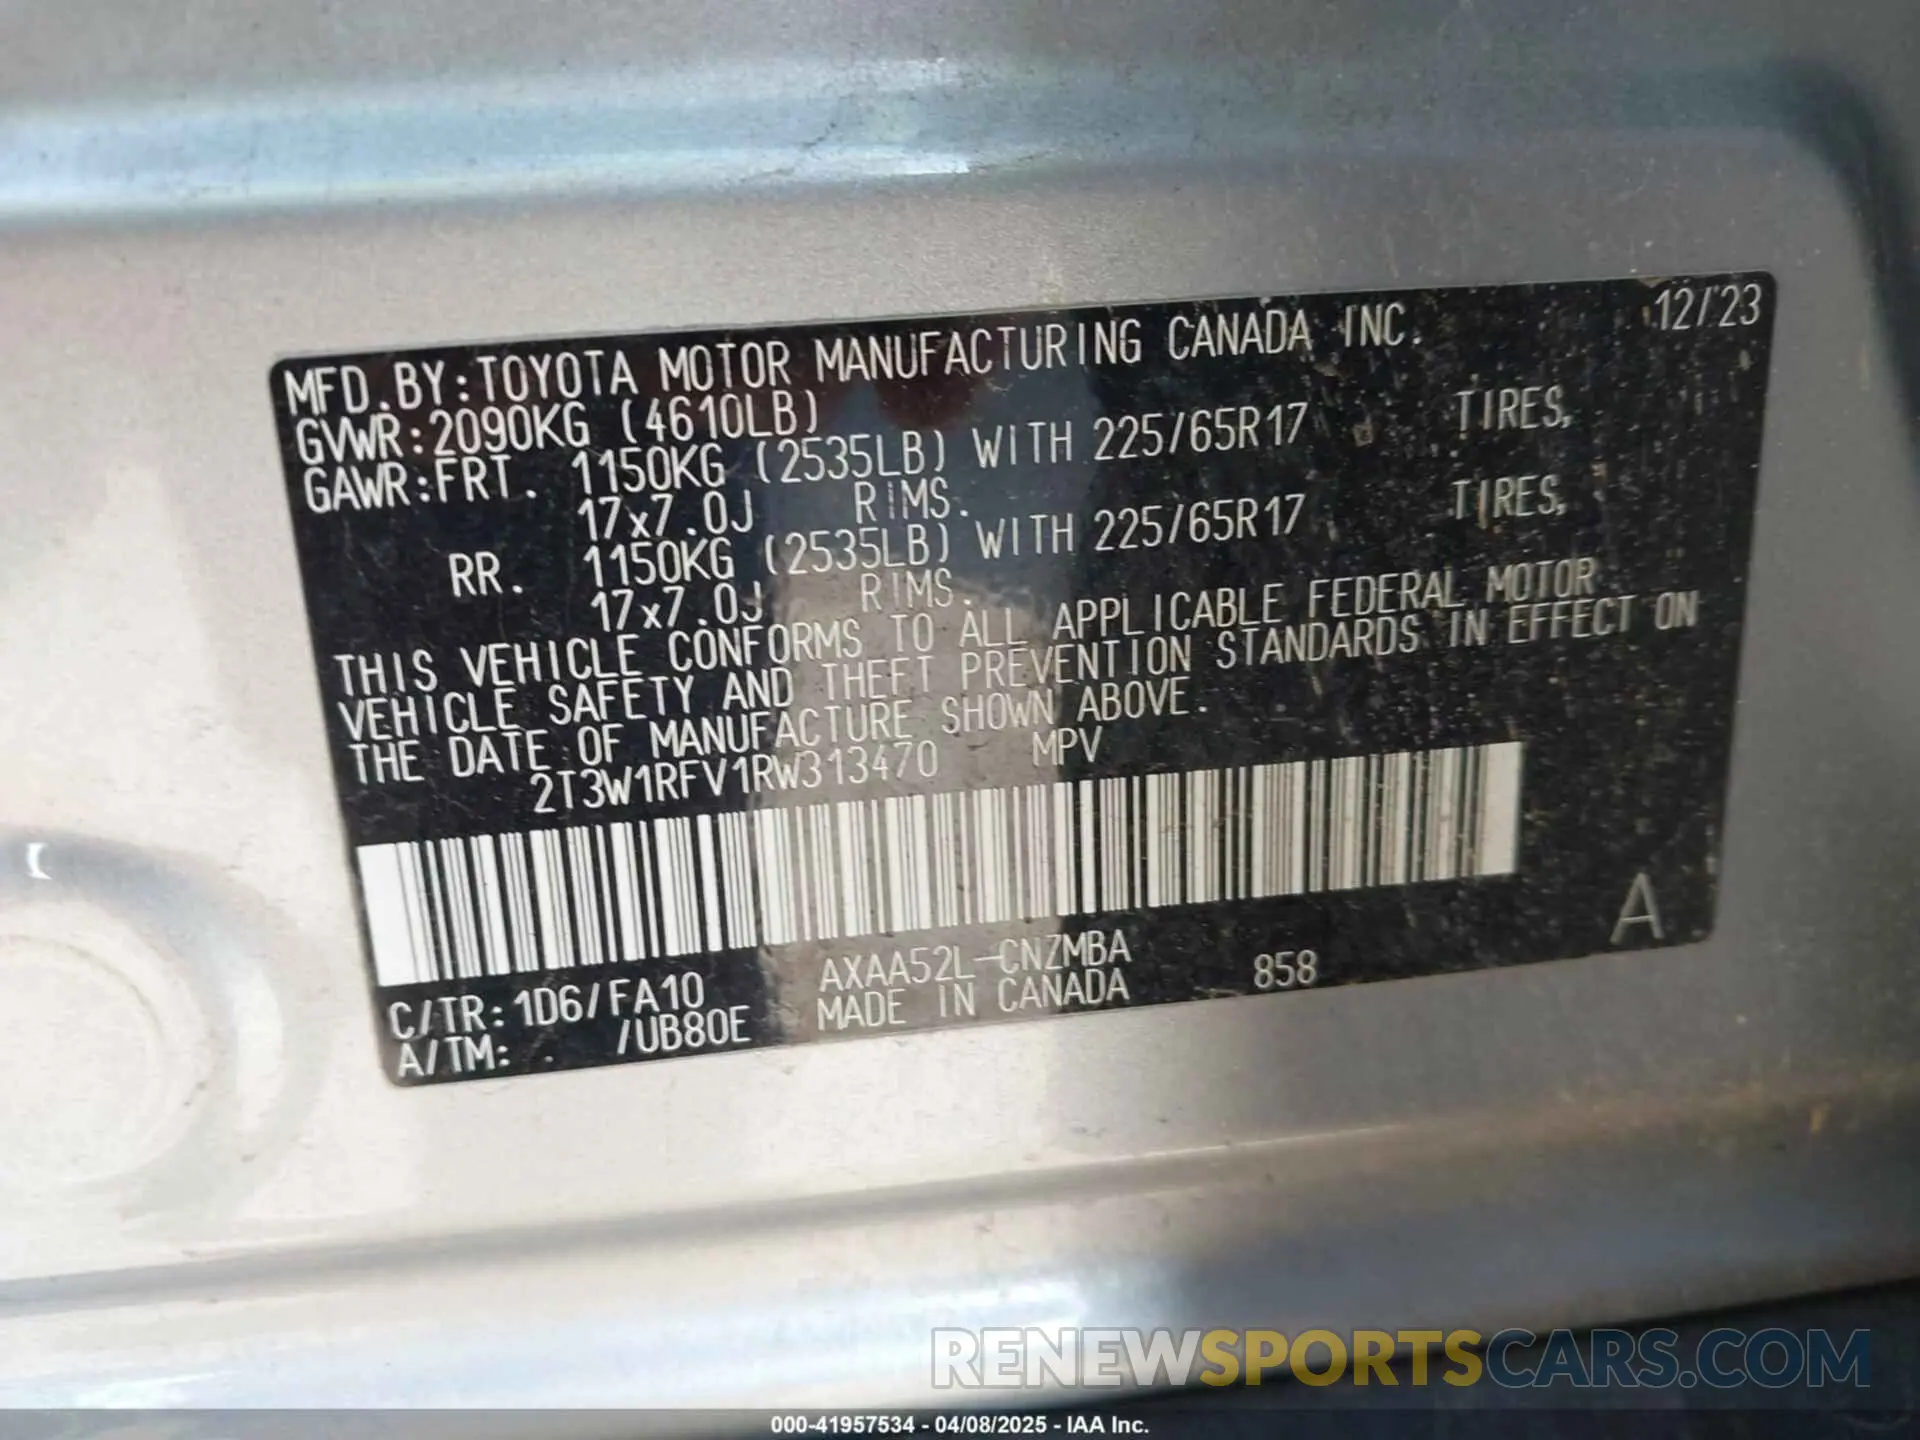 12/23
MFD.BY:TOYOTA MOTOR MANUFACTURING CANADA INC.
GVWR:2090KG (4610LB)
GAWR:FRT. 1150KG (2535LB) WITH 225/65R17 TIRES,
17x7.0J RIMS.
RR. 1150KG (2535LB) WITH 225/65R17 TIRES,
17x7.0J RIMS.
THIS VEHICLE CONFORMS TO ALL APPLICABLE FEDERAL MOTOR
VEHICLE SAFETY AND THEFT PREVENTION STANDARDS IN EFFECT ON
THE DATE OF MANUFACTURE SHOWN ABOVE.
2T3W1RFV1RW313470 MPV
A
C/TR:1D6/FA10 AXAA52L-CNZMBA 858
A/TM: . /UB80E MADE IN CANADA
RENEWSPORTSCARS.COM
000-41957534 - 04/08/2025 - IAA Inc.